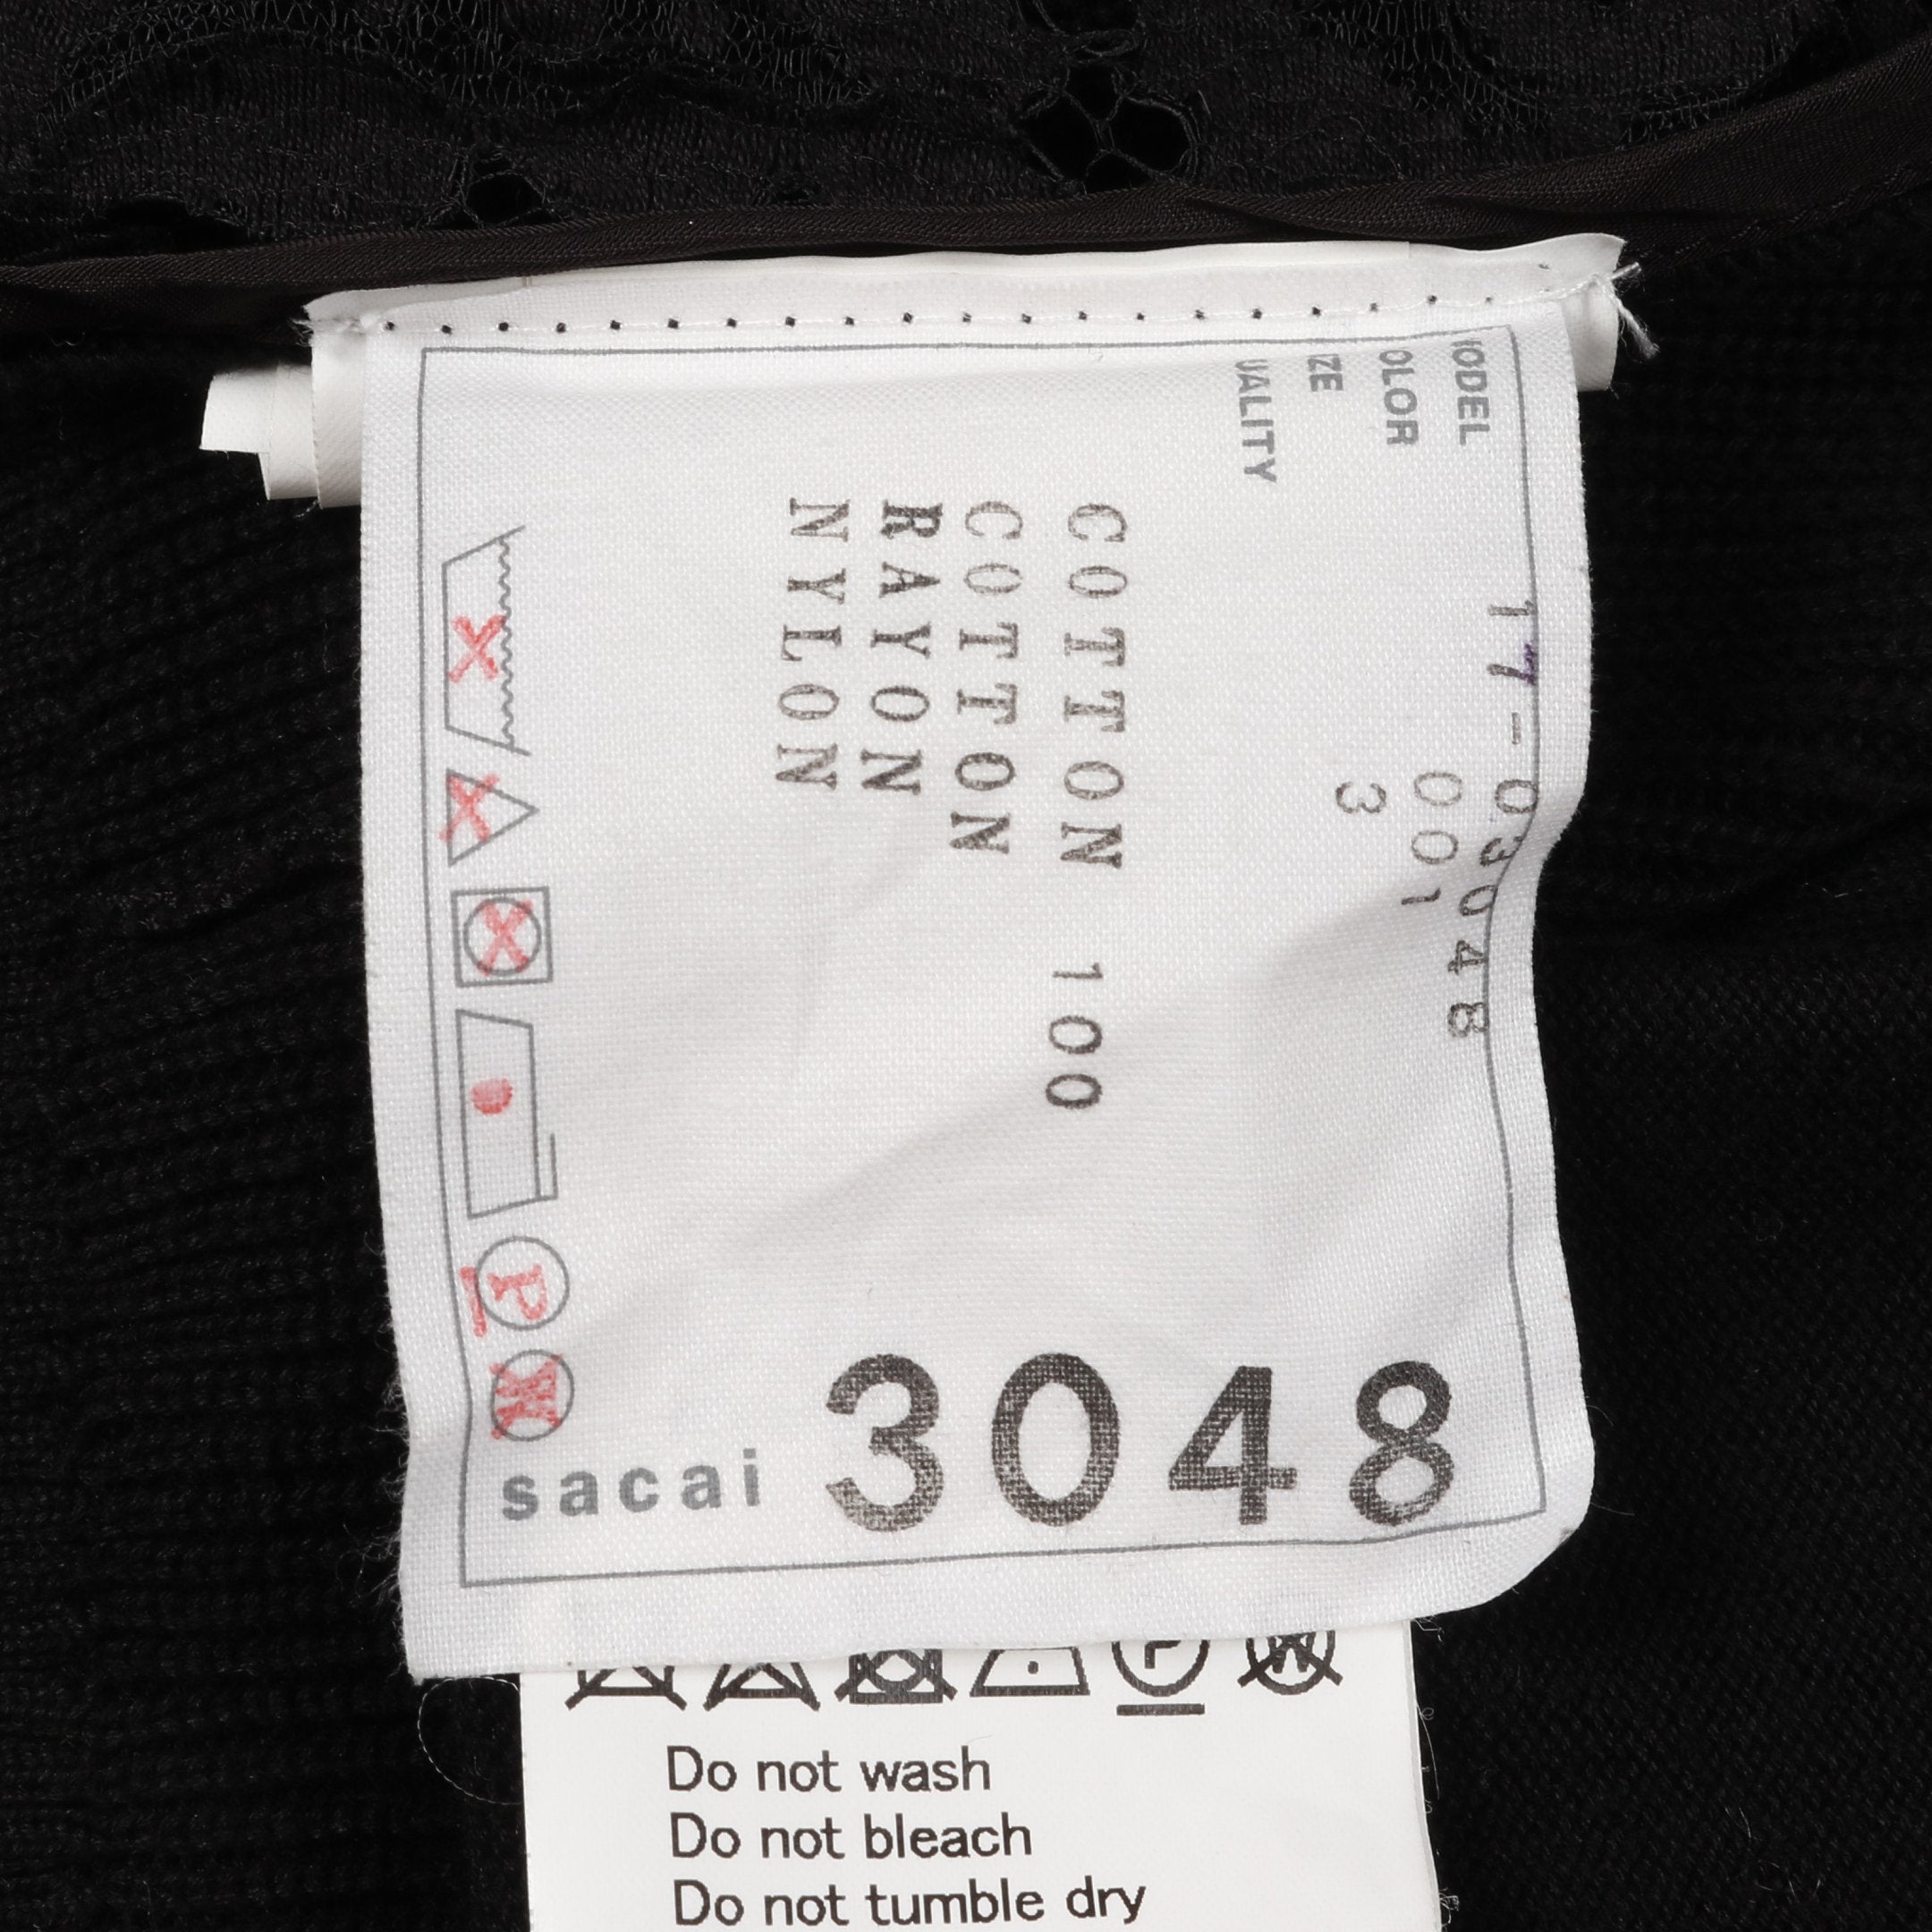 MODEL 17-03048
COLOR 001
SIZE 3
QUALITY
COTTON 100
COTTON
RAYON
NYLON
P
W
sacai 3048
P
W
Do not wash
Do not bleach
Do not tumble dry